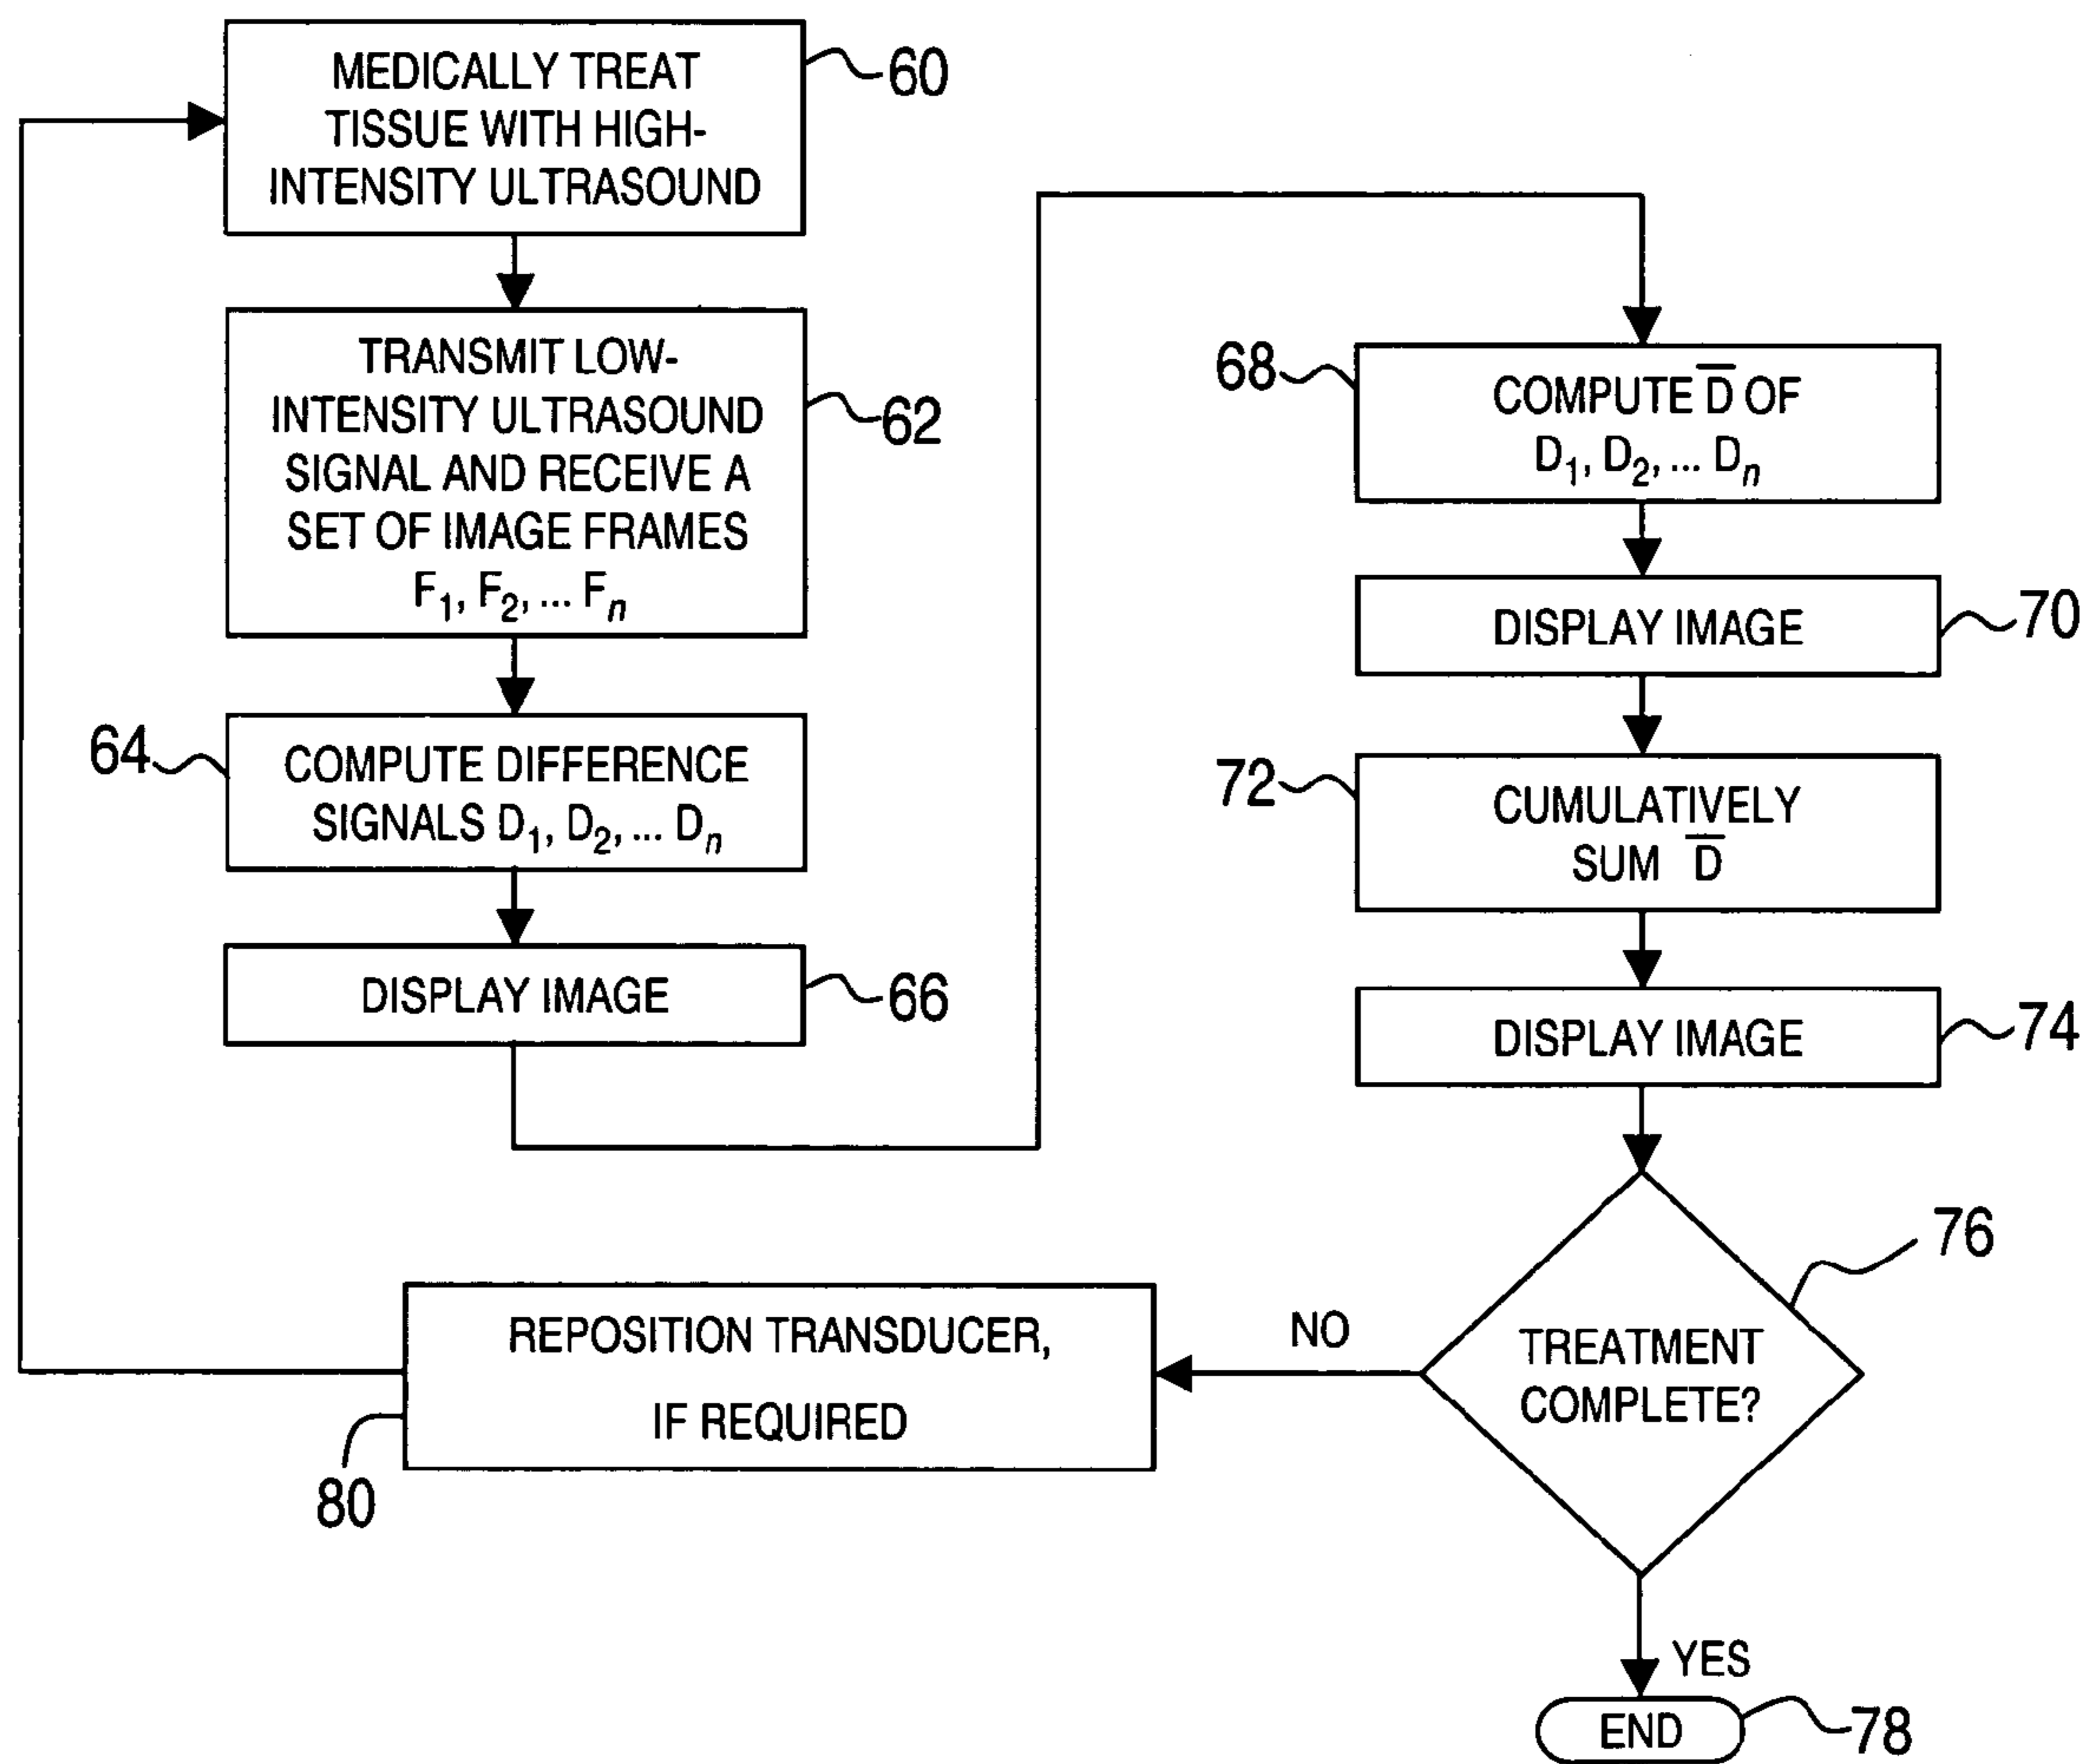 MEDICALLY TREAT
TISSUE WITH HIGH-
INTENSITY ULTRASOUND
60
TRANSMIT LOW-
INTENSITY ULTRASOUND
SIGNAL AND RECEIVE A
SET OF IMAGE FRAMES
F₁, F₂, ... Fₙ
62
64
COMPUTE DIFFERENCE
SIGNALS D₁, D₂, ... Dₙ
DISPLAY IMAGE
66
68
COMPUTE D̅ OF
D₁, D₂, ... Dₙ
DISPLAY IMAGE
70
72
CUMULATIVELY
SUM D̅
DISPLAY IMAGE
74
TREATMENT
COMPLETE?
76
NO
REPOSITION TRANSDUCER,
IF REQUIRED
80
YES
END
78